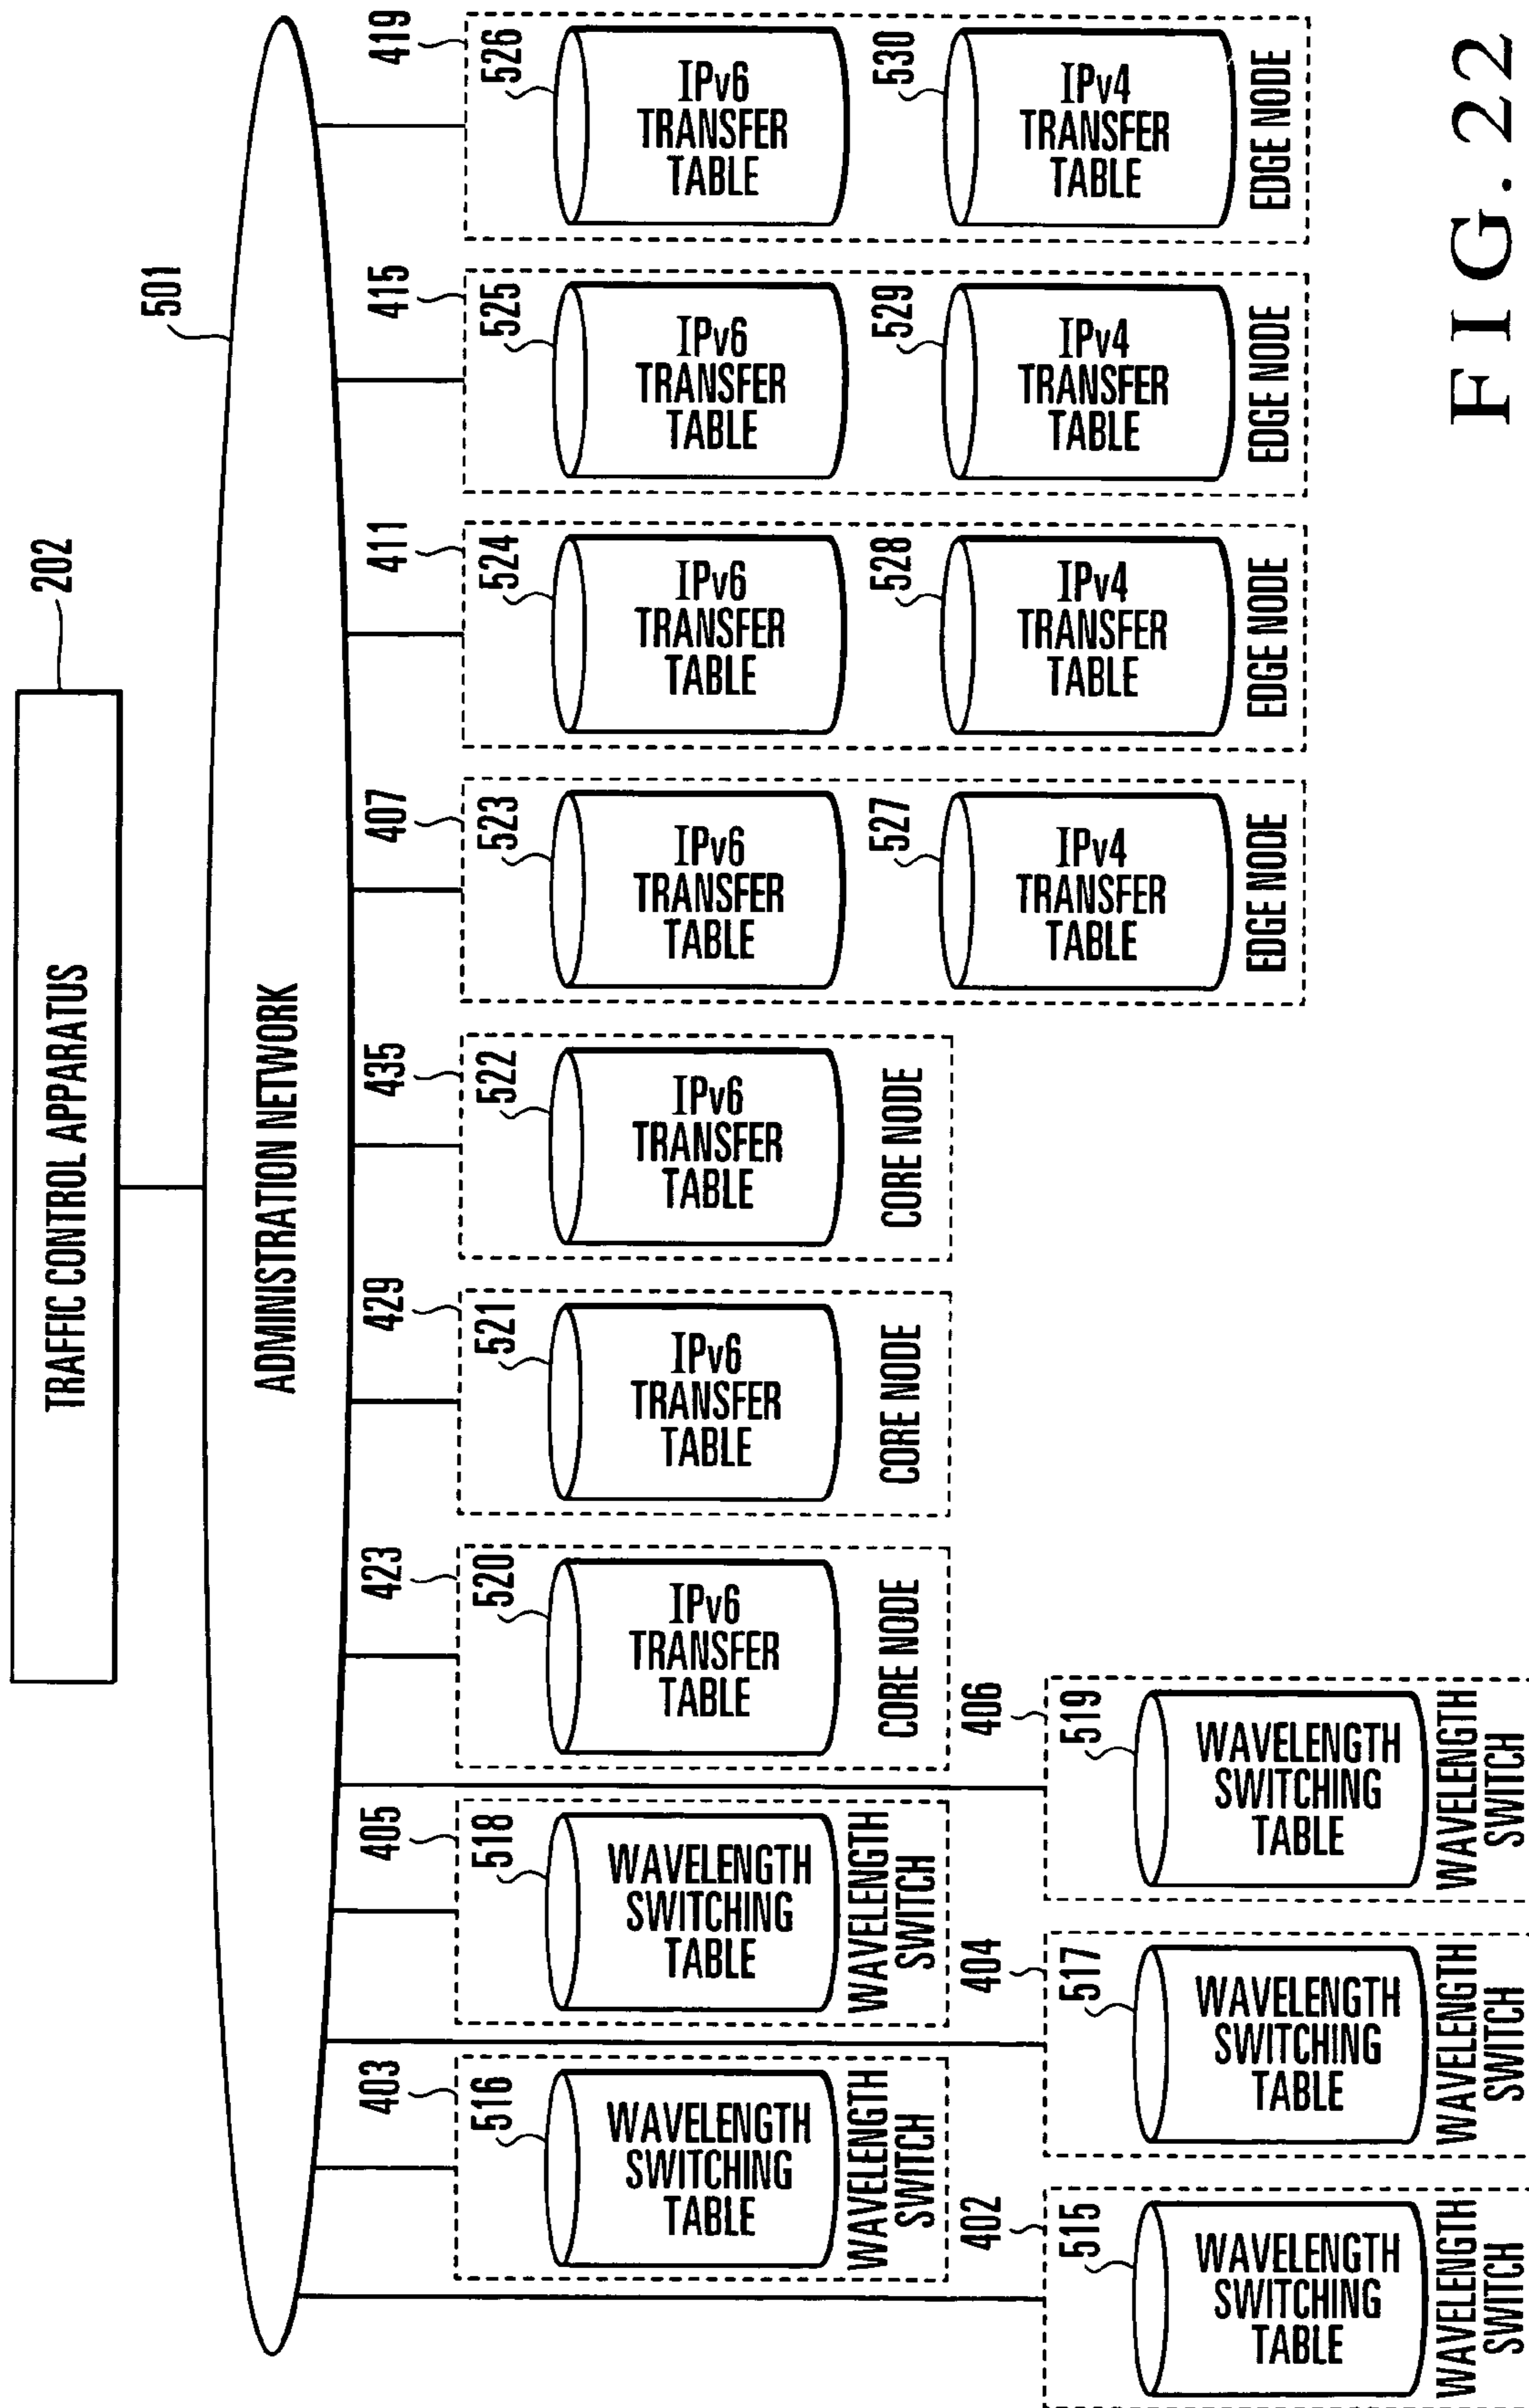 TRAFFIC CONTROL APPARATUS
202
501
ADMINISTRATION NETWORK
403
516
WAVELENGTH
SWITCHING
TABLE
WAVELENGTH
SWITCH
405
518
WAVELENGTH
SWITCHING
TABLE
WAVELENGTH
SWITCH
423
520
IPv6
TRANSFER
TABLE
CORE NODE
429
521
IPv6
TRANSFER
TABLE
CORE NODE
435
522
IPv6
TRANSFER
TABLE
CORE NODE
407
523
IPv6
TRANSFER
TABLE
527
IPv4
TRANSFER
TABLE
EDGE NODE
411
524
IPv6
TRANSFER
TABLE
528
IPv4
TRANSFER
TABLE
EDGE NODE
415
525
IPv6
TRANSFER
TABLE
529
IPv4
TRANSFER
TABLE
EDGE NODE
419
526
IPv6
TRANSFER
TABLE
530
IPv4
TRANSFER
TABLE
EDGE NODE
402
515
WAVELENGTH
SWITCHING
TABLE
WAVELENGTH
SWITCH
404
517
WAVELENGTH
SWITCHING
TABLE
WAVELENGTH
SWITCH
406
519
WAVELENGTH
SWITCHING
TABLE
WAVELENGTH
SWITCH
FIG. 22